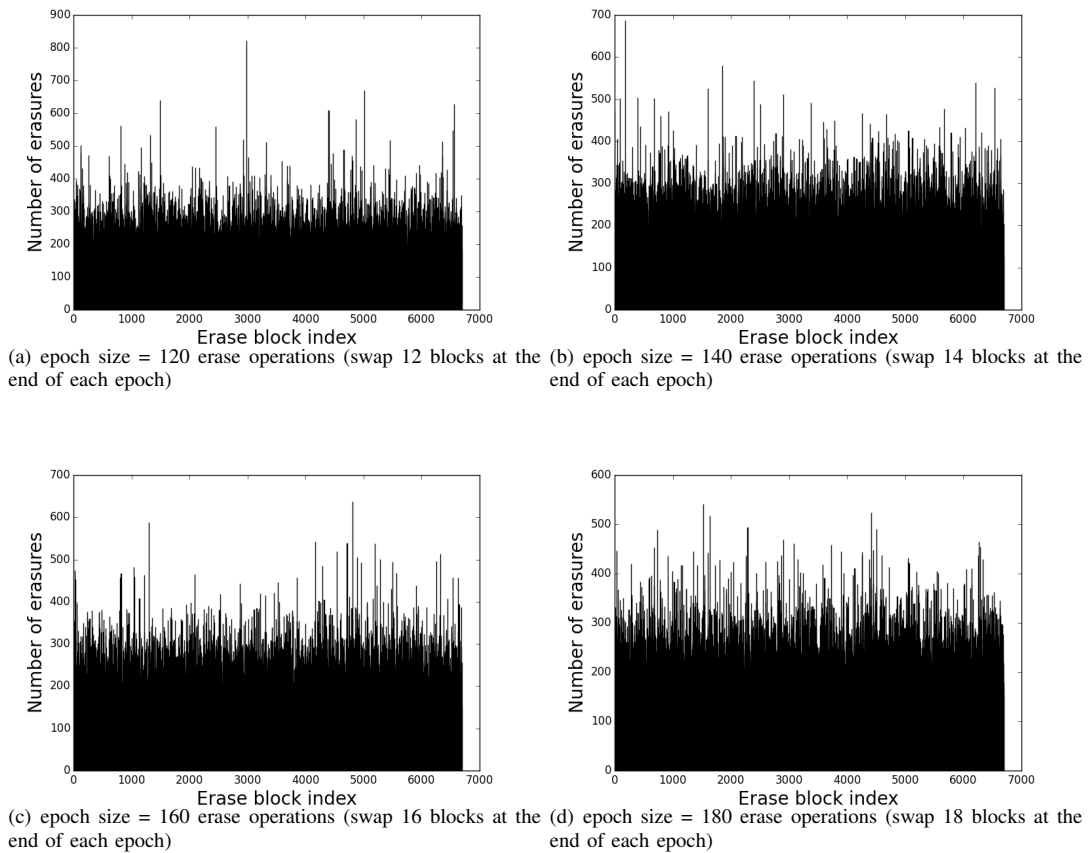 900
800
700
600
500
400
300
200
100
0
Number of erasures
0 1000 2000 3000 4000 5000 6000 7000
Erase block index
(a) epoch size = 120 erase operations (swap 12 blocks at the
end of each epoch)
700
600
500
400
300
200
100
0
Number of erasures
0 1000 2000 3000 4000 5000 6000 7000
Erase block index
(b) epoch size = 140 erase operations (swap 14 blocks at the
end of each epoch)
700
600
500
400
300
200
100
0
Number of erasures
0 1000 2000 3000 4000 5000 6000 7000
Erase block index
(c) epoch size = 160 erase operations (swap 16 blocks at the
end of each epoch)
600
500
400
300
200
100
0
Number of erasures
0 1000 2000 3000 4000 5000 6000 7000
Erase block index
(d) epoch size = 180 erase operations (swap 18 blocks at the
end of each epoch)